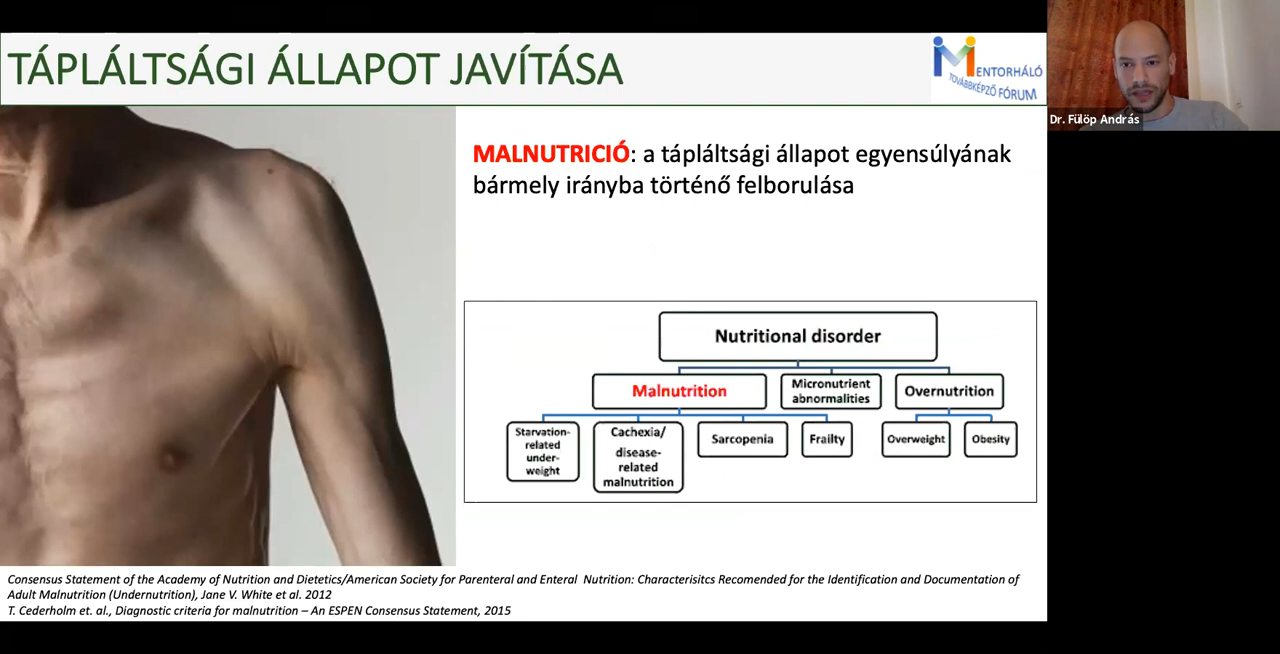 TÁPLÁLTSÁGI ÁLLAPOT JAVÍTÁSA
MENTORHÁLÓ
TOVÁBBKÉPZŐ FÓRUM
Dr. Fülöp András
MALNUTRICIÓ: a tápláltsági állapot egyensúlyának
bármely irányba történő felborulása
Nutritional disorder
Malnutrition
Micronutrient
abnormalities
Overnutrition
Starvation-
related
under-
weight
Cachexia/
disease-
related
malnutrition
Sarcopenia
Frailty
Overweight
Obesity
Consensus Statement of the Academy of Nutrition and Dietetics/American Society for Parenteral and Enteral Nutrition: Characterisitcs Recomended for the Identification and Documentation of
Adult Malnutrition (Undernutrition), Jane V. White et al. 2012
T. Cederholm et. al., Diagnostic criteria for malnutrition – An ESPEN Consensus Statement, 2015